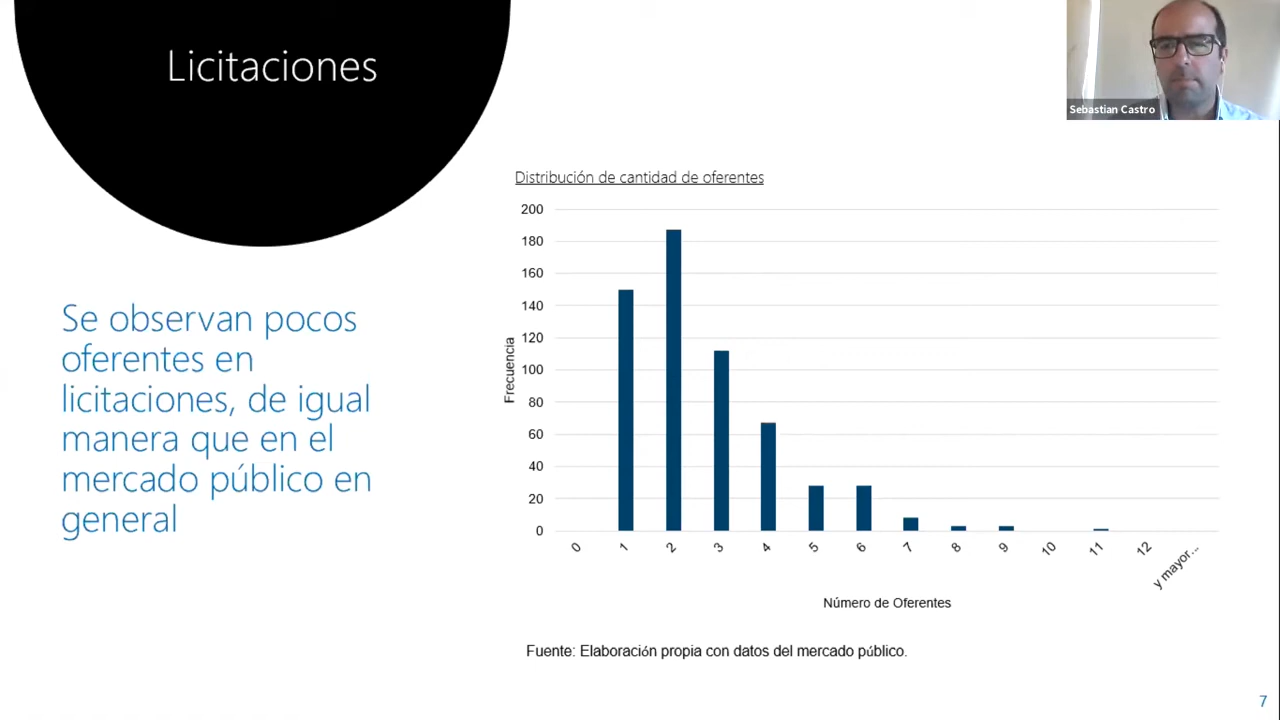 Licitaciones
Sebastian Castro
Se observan pocos
oferentes en
licitaciones, de igual
manera que en el
mercado público en
general
Distribución de cantidad de oferentes
200
180
160
140
120
100
80
60
40
20
0
Frecuencia
0 1 2 3 4 5 6 7 8 9 10 11 12 y mayor...
Número de Oferentes
Fuente: Elaboración propia con datos del mercado público.
7